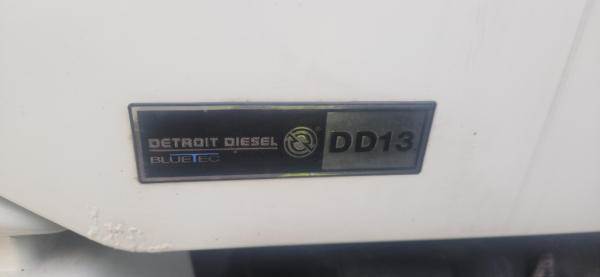 DETROIT DIESEL
BLUETEC
DD13